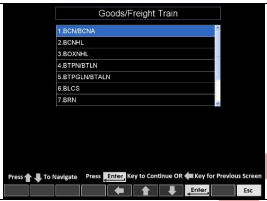 Goods/Freight Train
1.BCN/BCNA
2.BCNHL
3.BOXNHL
4.BTPN/BTLN
5.BTPGLN/BTALN
6.BLCS
7.BRN
Press To Navigate Press Enter Key to Continue OR Key for Previous Screen
Enter Esc